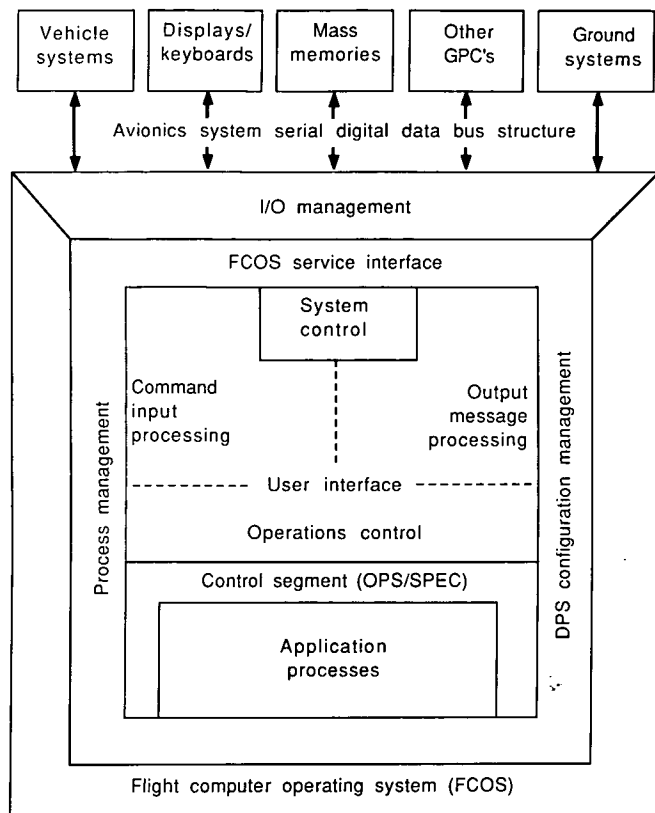 Vehicle
systems
Displays/
keyboards
Mass
memories
Other
GPC's
Ground
systems
Avionics system serial digital data bus structure
I/O management
FCOS service interface
System
control
Command
input
processing
Output
message
processing
Process management
DPS configuration management
User interface
Operations control
Control segment (OPS/SPEC)
Application
processes
Flight computer operating system (FCOS)